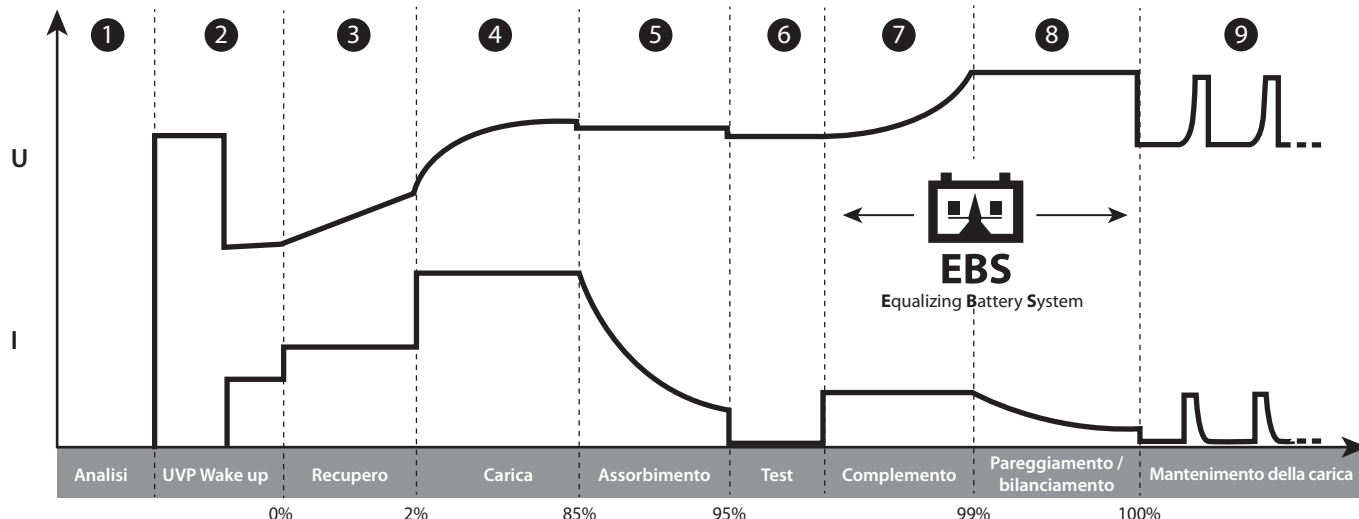 1 2 3 4 5 6 7 8 9
U
I
EBS
Equalizing Battery System
Analisi
UVP Wake up
Recupero
Carica
Assorbimento
Test
Complemento
Pareggiamento /
bilanciamento
Mantenimento della carica
0% 2% 85% 95% 99% 100%